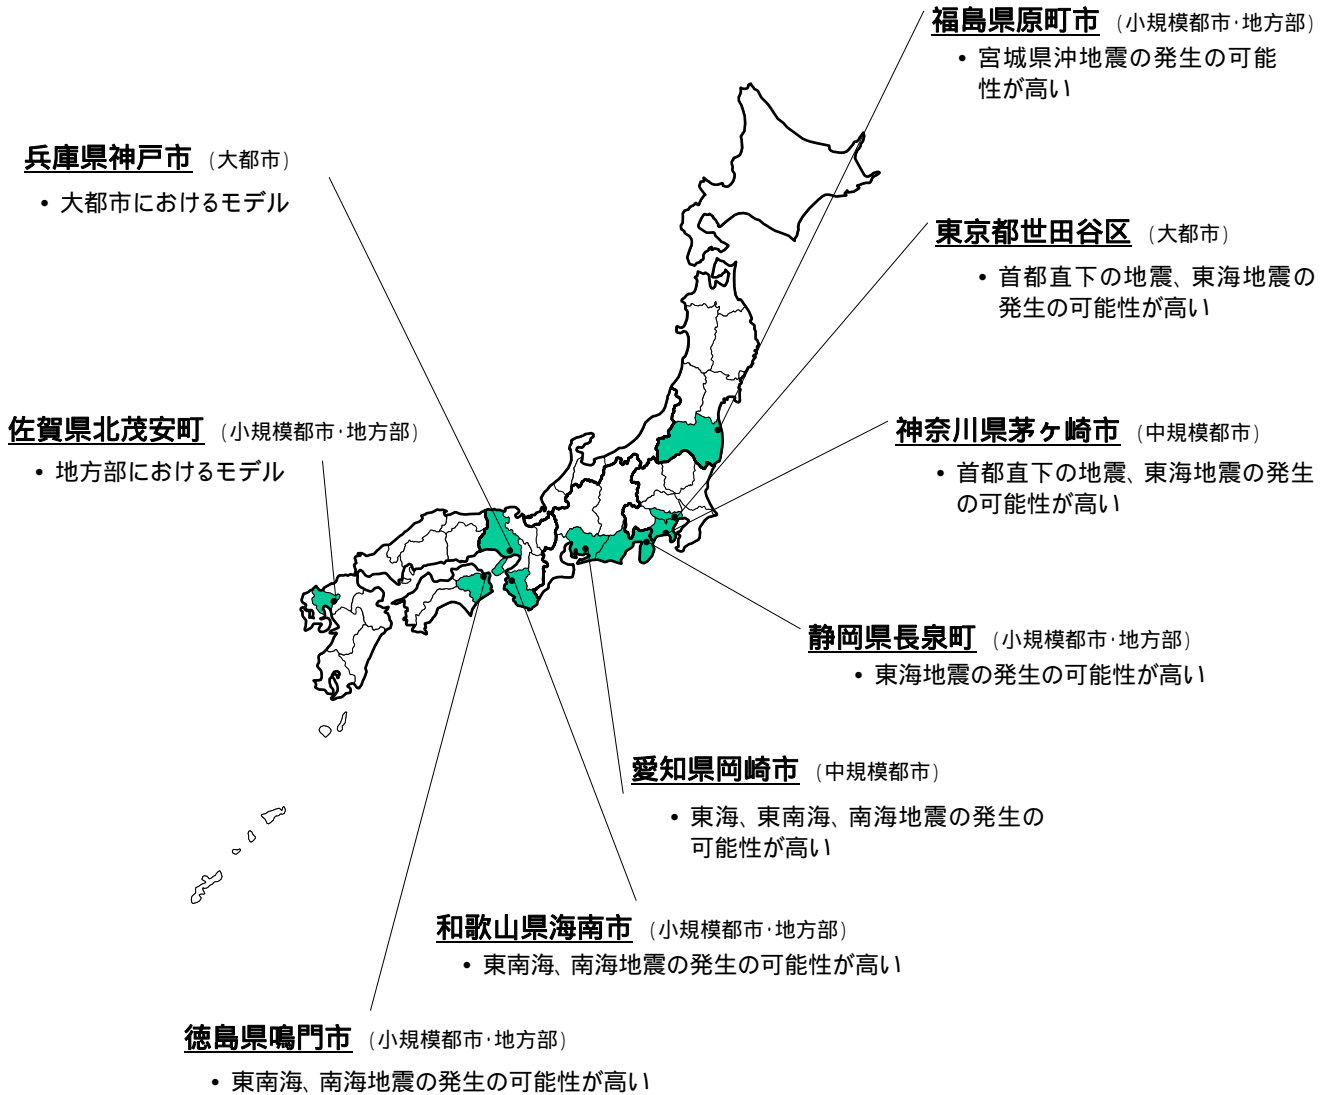 福島県原町市 (小規模都市･地方部)
• 宮城県沖地震の発生の可能
性が高い
兵庫県神戸市 (大都市)
• 大都市におけるモデル
東京都世田谷区 (大都市)
• 首都直下の地震、東海地震の
発生の可能性が高い
佐賀県北茂安町 (小規模都市･地方部)
• 地方部におけるモデル
神奈川県茅ヶ崎市 (中規模都市)
• 首都直下の地震、東海地震の発生
の可能性が高い
静岡県長泉町 (小規模都市･地方部)
• 東海地震の発生の可能性が高い
愛知県岡崎市 (中規模都市)
• 東海、東南海、南海地震の発生の
可能性が高い
和歌山県海南市 (小規模都市･地方部)
• 東南海、南海地震の発生の可能性が高い
徳島県鳴門市 (小規模都市･地方部)
• 東南海、南海地震の発生の可能性が高い